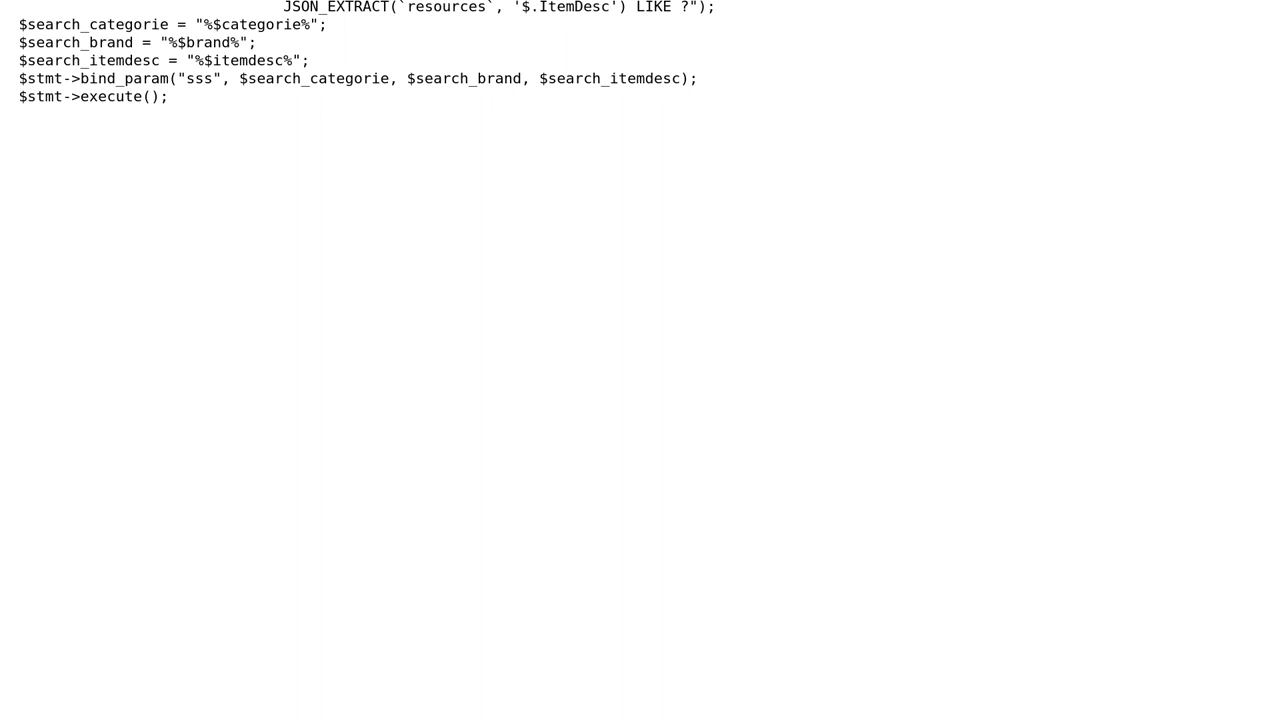 JSON_EXTRACT(`resources`, '$.ItemDesc') LIKE ?");
$search_categorie = "%$categorie%";
$search_brand = "%$brand%";
$search_itemdesc = "%$itemdesc%";
$stmt->bind_param("sss", $search_categorie, $search_brand, $search_itemdesc);
$stmt->execute();